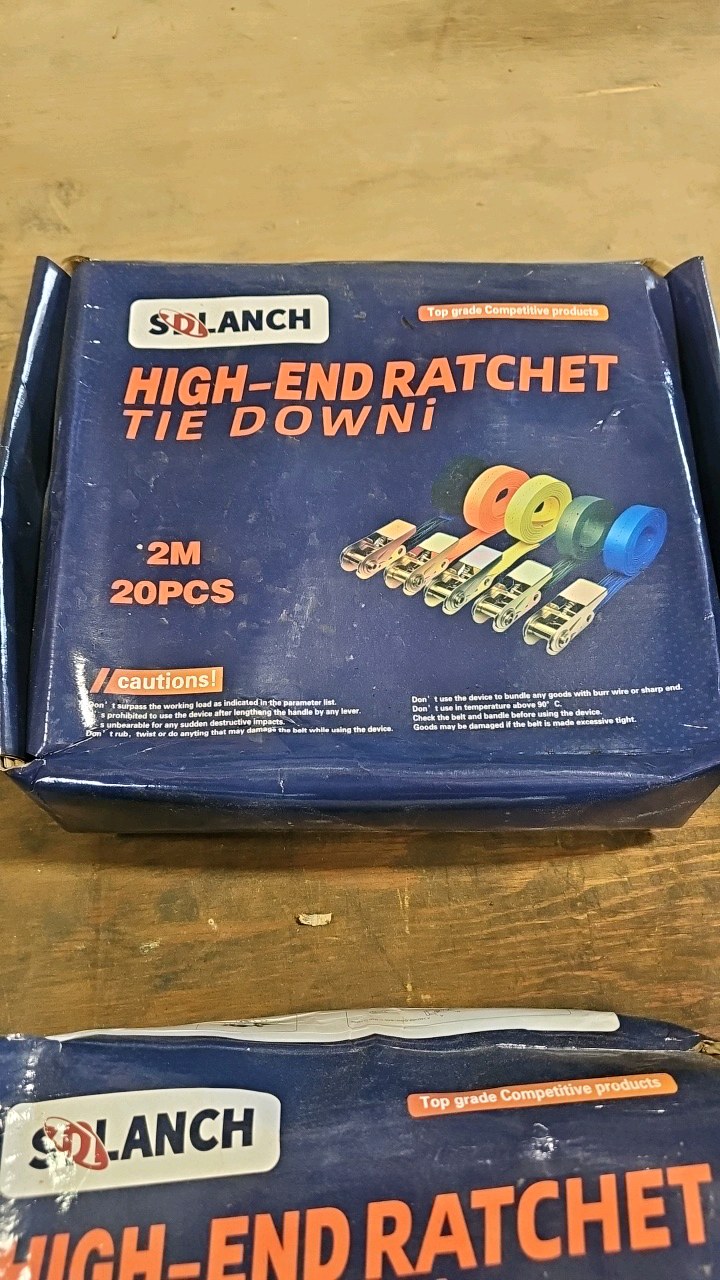 SDLANCH
Top grade Competitive products
HIGH-END RATCHET
TIE DOWNi
2M
20PCS
// cautions!
Don't surpass the working load as indicated in the parameter list.
s prohibited to use the device after lengtheng the handle by any lever.
s unbearable for any sudden destructive impacts.
Don't rub, twist or do anyting that may damage the belt while using the device.
Don't use the device to bundle any goods with burr wire or sharp end.
Don't use in temperature above 90° C.
Check the belt and bandle before using the device.
Goods may be damaged if the belt is made excessive tight.
SDLANCH
Top grade Competitive products
HIGH-END RATCHET